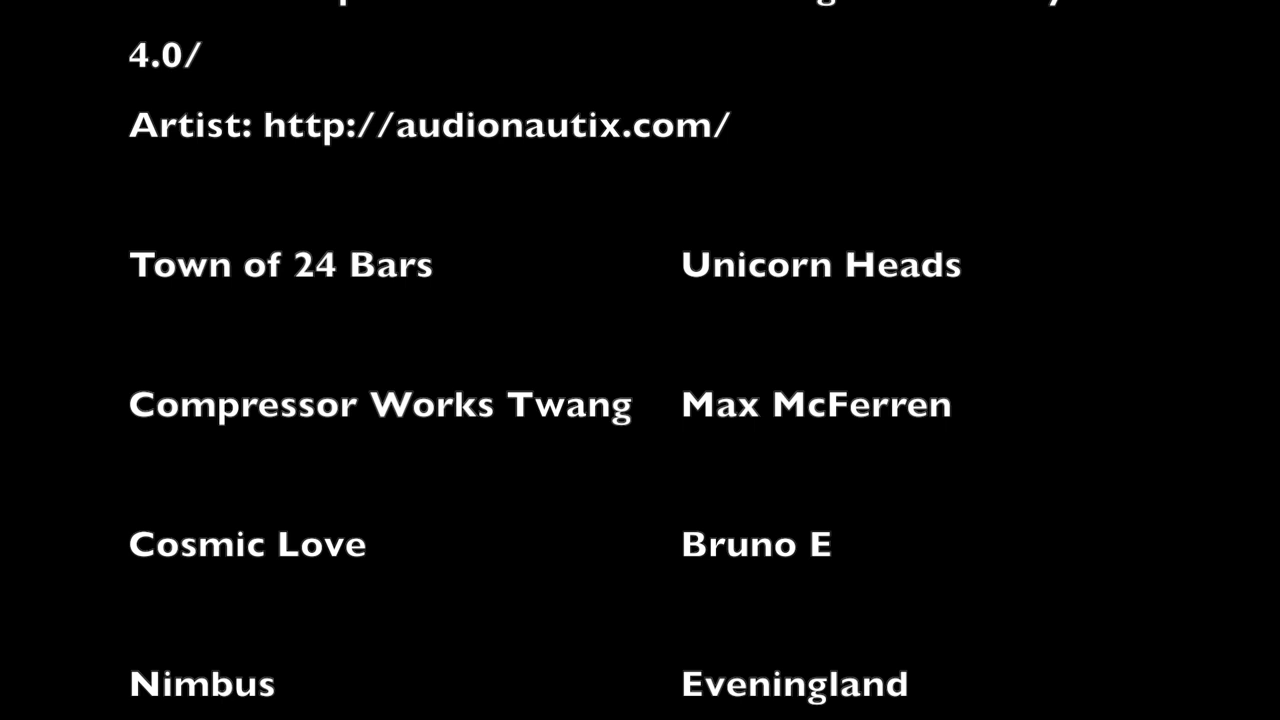 4.0/
Artist: http://audionautix.com/
Town of 24 Bars Unicorn Heads
Compressor Works Twang Max McFerren
Cosmic Love Bruno E
Nimbus Eveningland